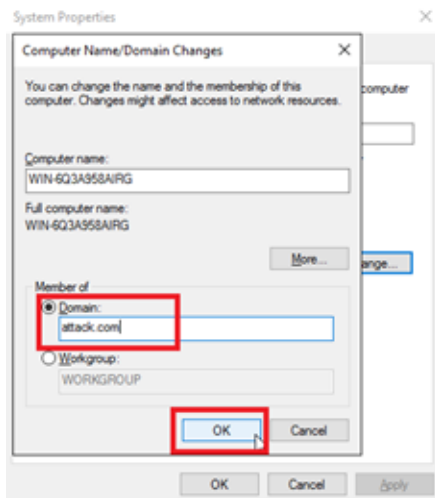 System Properties
Computer Name/Domain Changes
You can change the name and the membership of this
computer. Changes might affect access to network resources.
computer
Computer name:
WIN-6Q3A958AIRG
Full computer name:
WIN-6Q3A958AIRG
More...
ange...
Member of
Domain:
attack.com
Workgroup:
WORKGROUP
OK Cancel
OK Cancel Apply